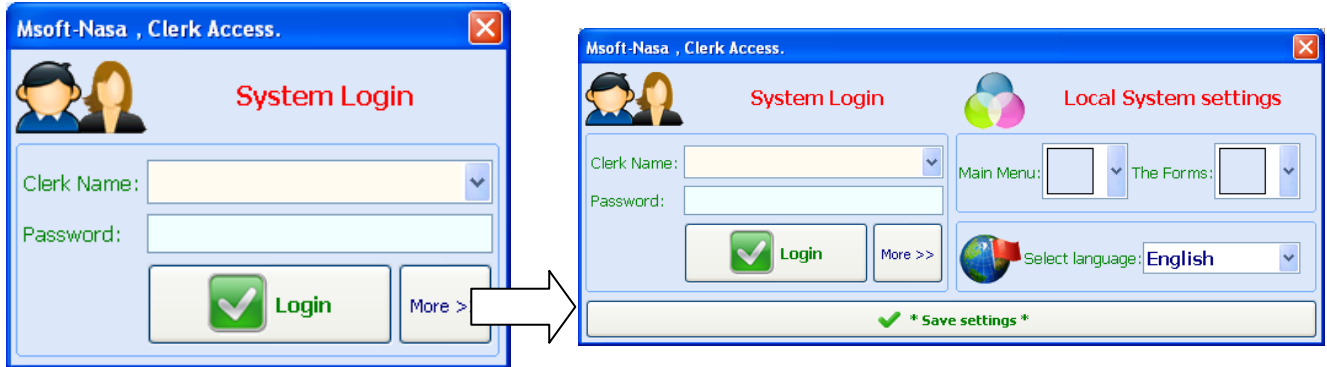 Msoft-Nasa , Clerk Access.
System Login
Clerk Name:
Password:
Login
More >
Msoft-Nasa , Clerk Access.
System Login
Local System settings
Clerk Name:
Main Menu:
The Forms:
Password:
Login
More >>
Select language:
English
* Save settings *